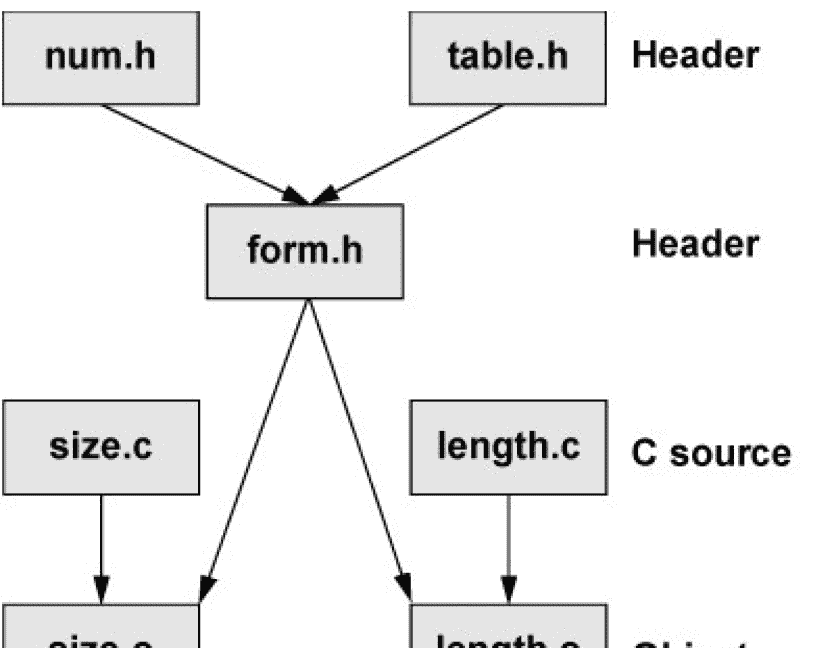 num.h
table.h
Header
form.h
Header
size.c
length.c
C source